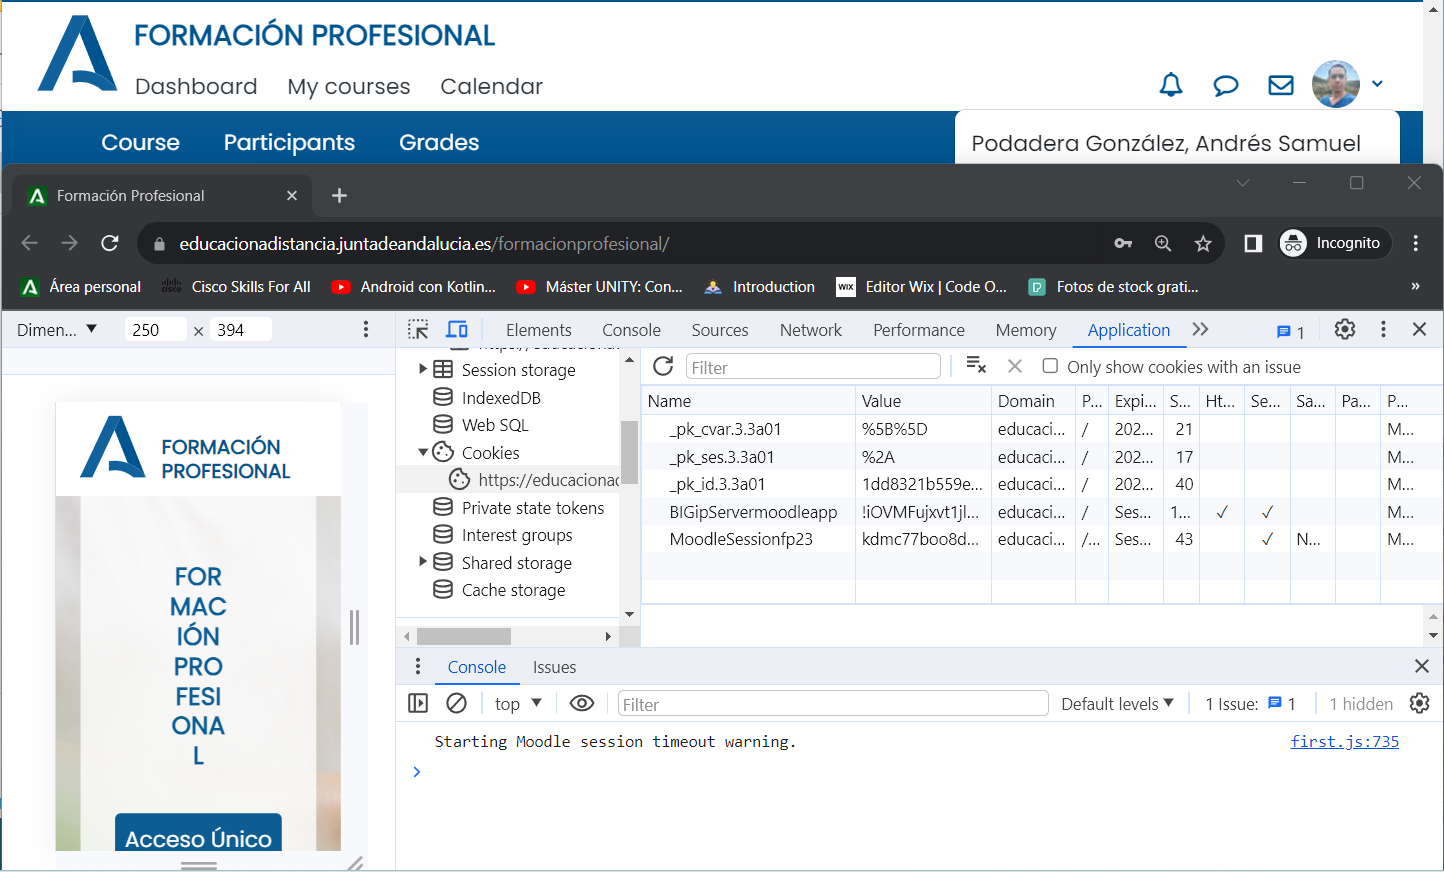 FORMACIÓN PROFESIONAL
Dashboard My courses Calendar
Course Participants Grades
Podadera González, Andrés Samuel
Formación Profesional
educacionadistancia.juntadeandalucia.es/formacionprofesional/
Incognito
Área personal Cisco Skills For All Android con Kotlin... Máster UNITY: Con... Introduction WIX Editor Wix | Code O... Fotos de stock grati...
Dimen... 250 × 394
Elements Console Sources Network Performance Memory Application 1
Session storage
IndexedDB
Web SQL
Cookies
https://educacionad
Private state tokens
Interest groups
Shared storage
Cache storage
Filter
Only show cookies with an issue
Name Value Domain P... Expi... S... Ht... Se... Sa... Pa... P...
_pk_cvar.3.3a01 %5B%5D educaci... / 202... 21 M...
_pk_ses.3.3a01 %2A educaci... / 202... 17 M...
_pk_id.3.3a01 1dd8321b559e... educaci... / 202... 40 M...
BIGipServermoodleapp !iOVMFujxvt1jl... educaci... / Ses... 1... ✓ ✓ M...
MoodleSessionfp23 kdmc77boo8d... educaci... /... Ses... 43 ✓ N... M...
FORMACIÓN
PROFESIONAL
FOR
MAC
IÓN
PRO
FESI
ONA
L
Acceso Único
Console Issues
top Filter Default levels 1 Issue: 1 1 hidden
Starting Moodle session timeout warning. first.js:735